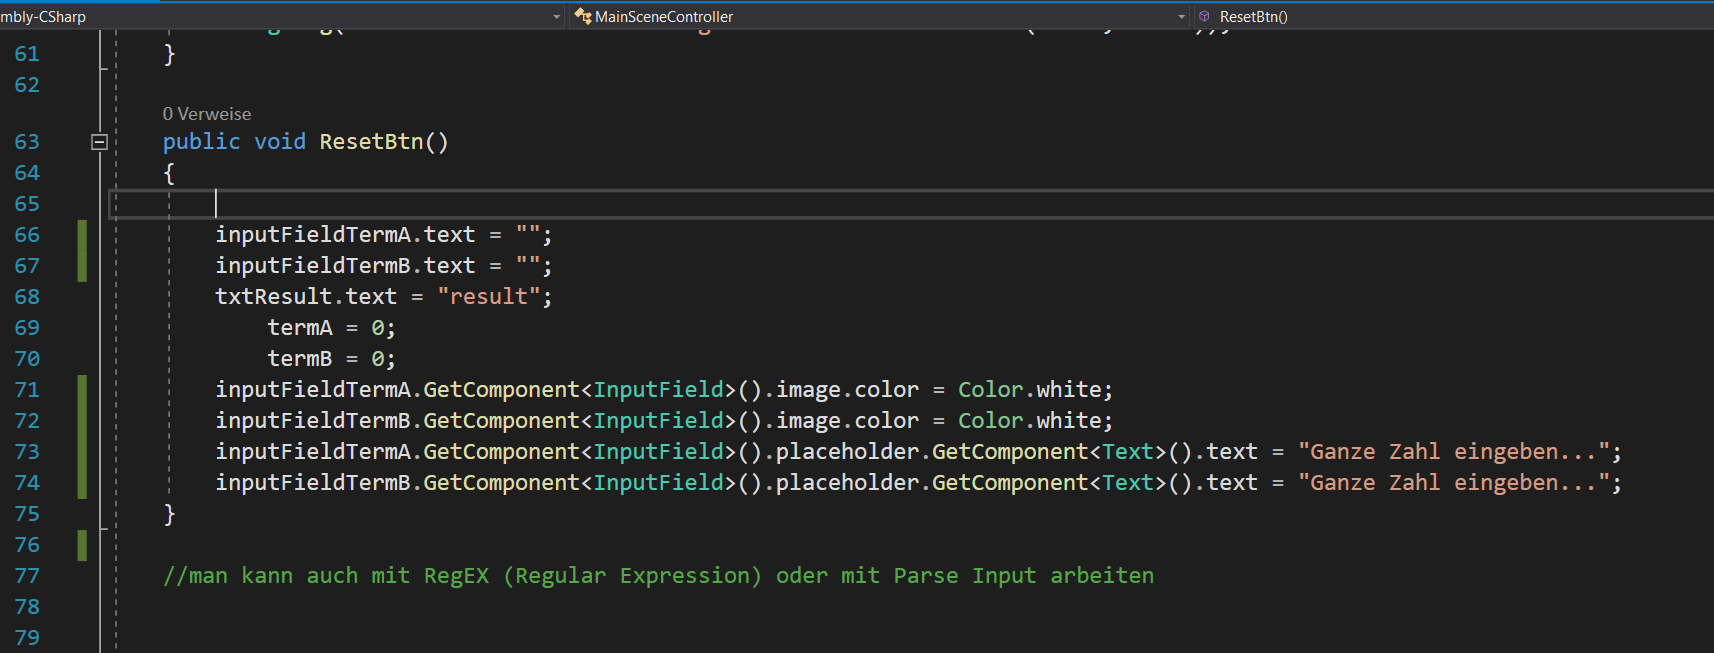 mbly-CSharp MainSceneController ResetBtn()
61 }
62
0 Verweise
63 public void ResetBtn()
64 {
65
66 inputFieldTermA.text = "";
67 inputFieldTermB.text = "";
68 txtResult.text = "result";
69 termA = 0;
70 termB = 0;
71 inputFieldTermA.GetComponent<InputField>().image.color = Color.white;
72 inputFieldTermB.GetComponent<InputField>().image.color = Color.white;
73 inputFieldTermA.GetComponent<InputField>().placeholder.GetComponent<Text>().text = "Ganze Zahl eingeben...";
74 inputFieldTermB.GetComponent<InputField>().placeholder.GetComponent<Text>().text = "Ganze Zahl eingeben...";
75 }
76
77 //man kann auch mit RegEX (Regular Expression) oder mit Parse Input arbeiten
78
79